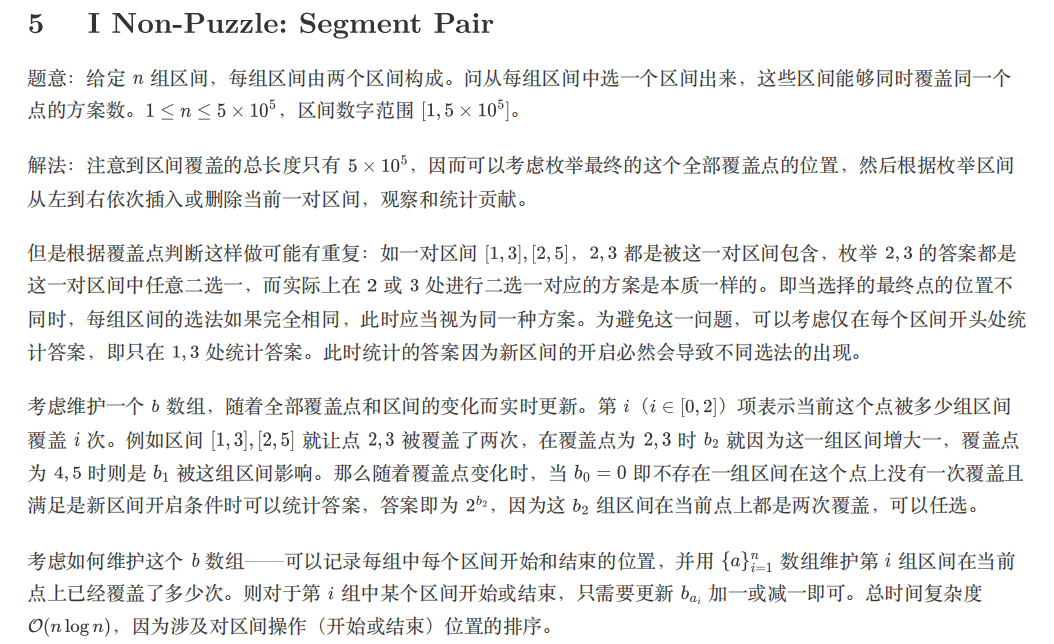 5 I Non-Puzzle: Segment Pair
题意：给定 n 组区间，每组区间由两个区间构成。问从每组区间中选一个区间出来，这些区间能够同时覆盖同一个
点的方案数。1 ≤ n ≤ 5 × 10^5，区间数字范围 [1, 5 × 10^5]。
解法：注意到区间覆盖的总长度只有 5 × 10^5，因而可以考虑枚举最终的这个全部覆盖点的位置，然后根据枚举区间
从左到右依次插入或删除当前一对区间，观察和统计贡献。
但是根据覆盖点判断这样做可能有重复：如一对区间 [1, 3], [2, 5]，2, 3 都是被这一对区间包含，枚举 2, 3 的答案都是
这一对区间中任意二选一，而实际上在 2 或 3 处进行二选一对应的方案是本质一样的。即当选择的最终点的位置不
同时，每组区间的选法如果完全相同，此时应当视为同一种方案。为避免这一问题，可以考虑仅在每个区间开头处统
计答案，即只在 1, 3 处统计答案。此时统计的答案因为新区间的开启必然会导致不同选法的出现。
考虑维护一个 b 数组，随着全部覆盖点和区间的变化而实时更新。第 i（i ∈ [0, 2]）项表示当前这个点被多少组区间
覆盖 i 次。例如区间 [1, 3], [2, 5] 就让点 2, 3 被覆盖了两次，在覆盖点为 2, 3 时 b_2 就因为这一组区间增大一，覆盖点
为 4, 5 时则是 b_1 被这组区间影响。那么随着覆盖点变化时，当 b_0 = 0 即不存在一组区间在这个点上没有一次覆盖且
满足是新区间开启条件时可以统计答案，答案即为 2^{b_2}，因为这 b_2 组区间在当前点上都是两次覆盖，可以任选。
考虑如何维护这个 b 数组——可以记录每组中每个区间开始和结束的位置，并用 {a}_{i=1}^n 数组维护第 i 组区间在当前
点上已经覆盖了多少次。则对于第 i 组中某个区间开始或结束，只需要更新 b_{a_i} 加一或减一即可。总时间复杂度
O(n log n)，因为涉及对区间操作（开始或结束）位置的排序。